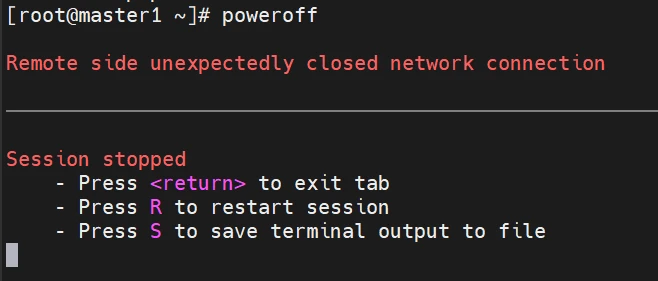 [root@master1 ~]# poweroff
Remote side unexpectedly closed network connection
Session stopped
- Press <return> to exit tab
- Press R to restart session
- Press S to save terminal output to file